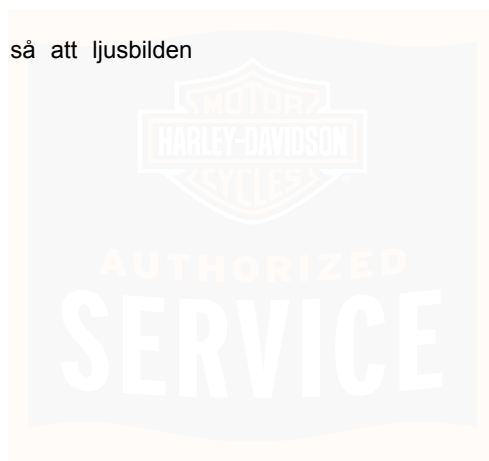 så att ljusbilden
MOTOR
HARLEY-DAVIDSON
CYCLES
AUTHORIZED
SERVICE